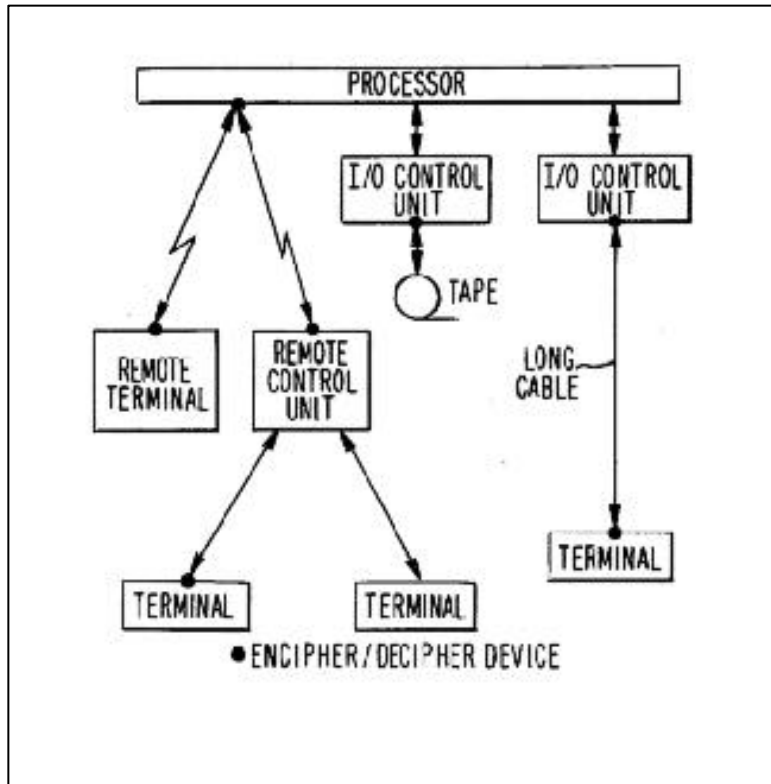 PROCESSOR
I/O CONTROL
UNIT
I/O CONTROL
UNIT
TAPE
REMOTE
TERMINAL
REMOTE
CONTROL
UNIT
LONG
CABLE
TERMINAL
TERMINAL
TERMINAL
ENCIPHER/DECIPHER DEVICE